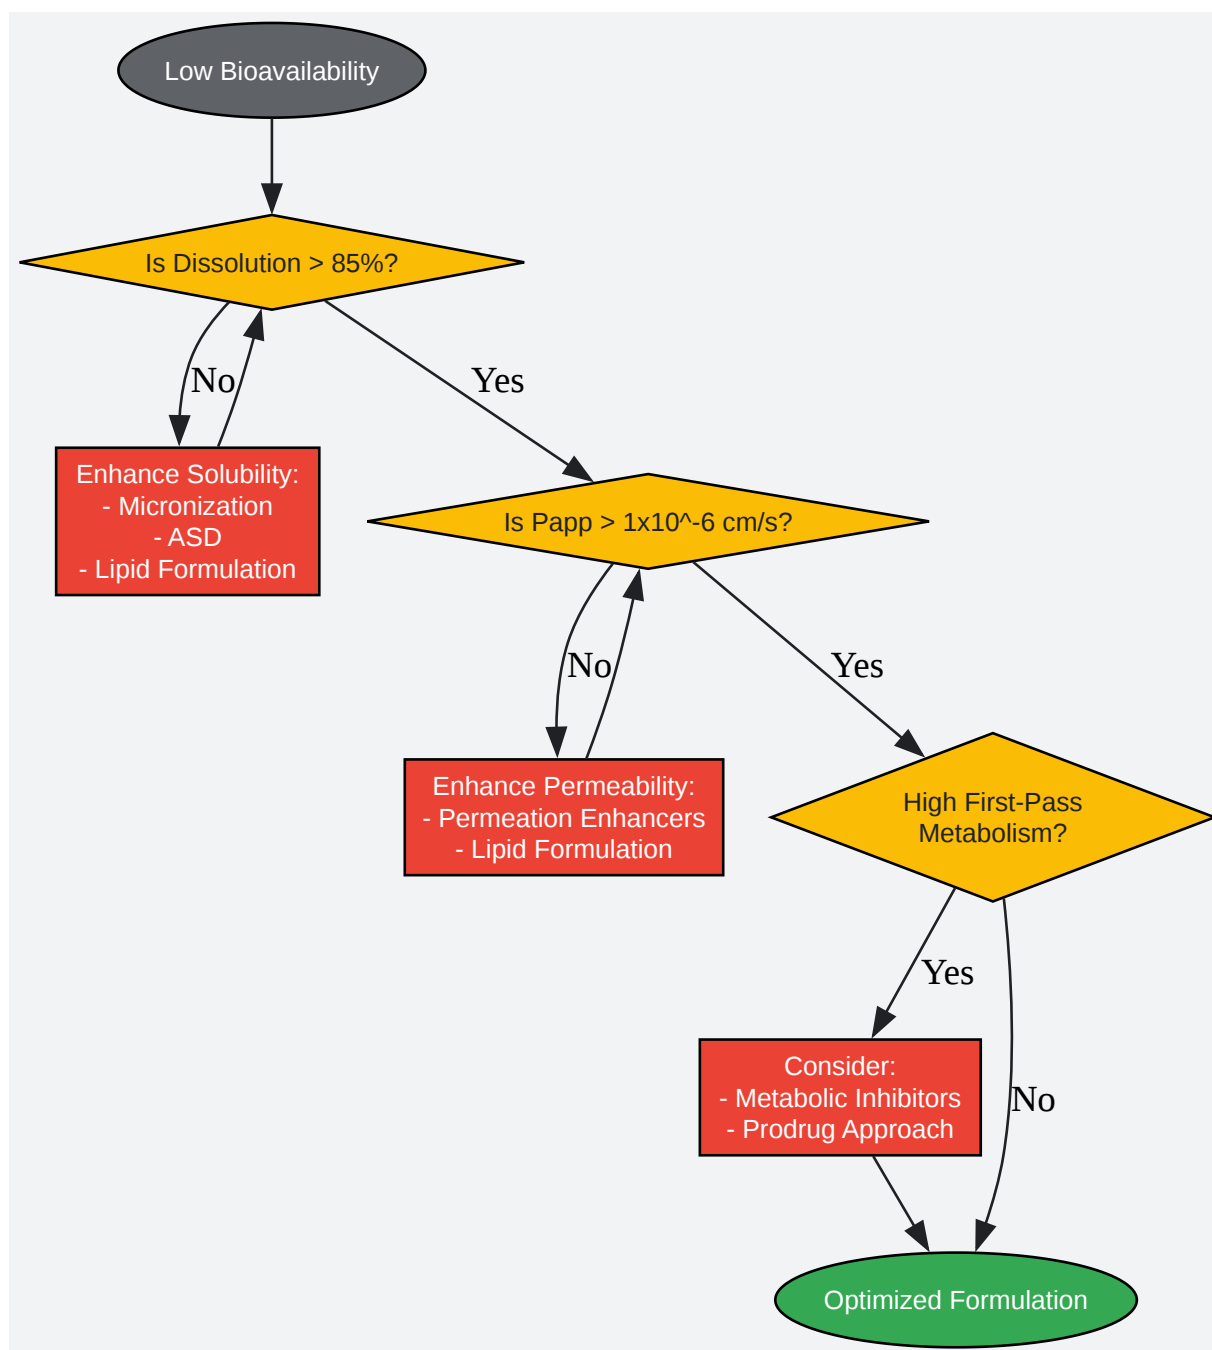 Low Bioavailability
Is Dissolution > 85%?
No
Yes
Enhance Solubility:
- Micronization
- ASD
- Lipid Formulation
Is Papp > 1x10^-6 cm/s?
No
Yes
Enhance Permeability:
- Permeation Enhancers
- Lipid Formulation
High First-Pass
Metabolism?
Yes
No
Consider:
- Metabolic Inhibitors
- Prodrug Approach
Optimized Formulation